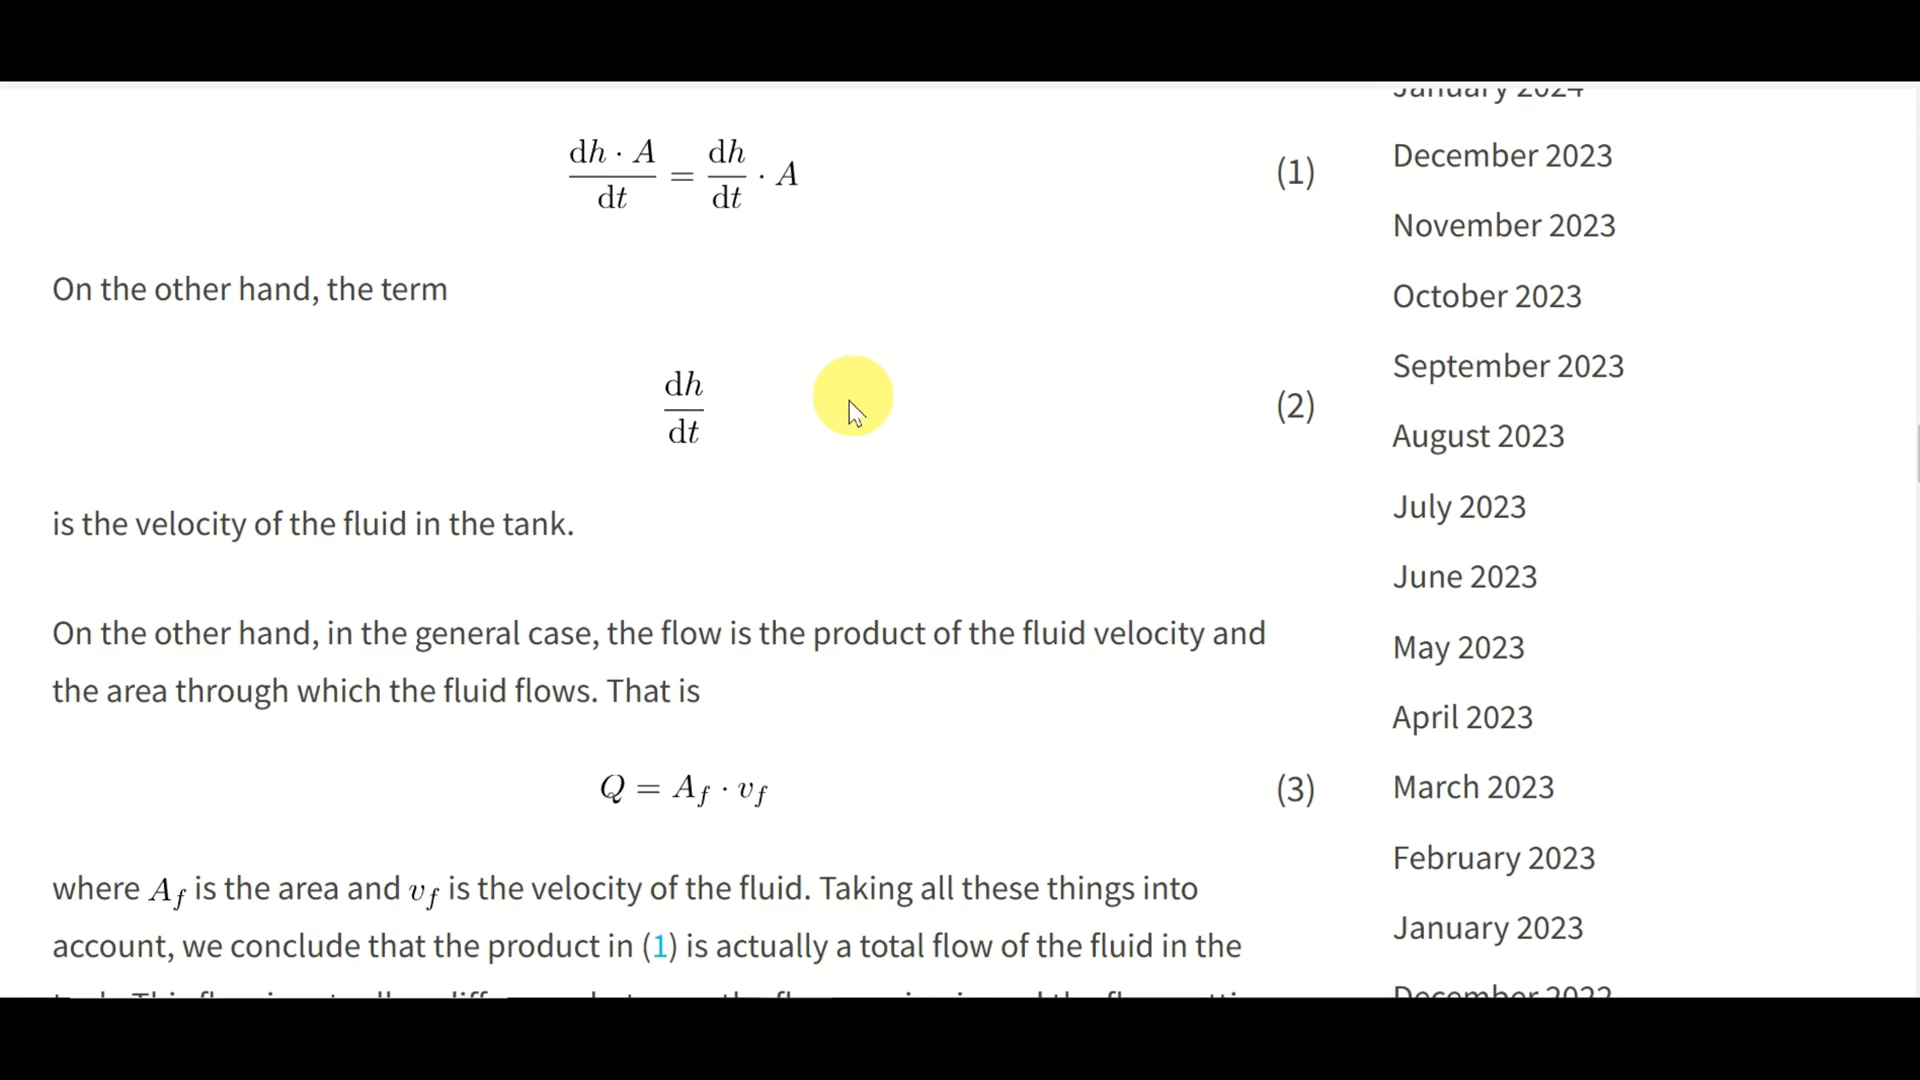 dh · A / dt = dh / dt · A (1)
On the other hand, the term
dh / dt (2)
is the velocity of the fluid in the tank.
On the other hand, in the general case, the flow is the product of the fluid velocity and
the area through which the fluid flows. That is
Q = A_f · v_f (3)
where A_f is the area and v_f is the velocity of the fluid. Taking all these things into
account, we conclude that the product in (1) is actually a total flow of the fluid in the
January 2024
December 2023
November 2023
October 2023
September 2023
August 2023
July 2023
June 2023
May 2023
April 2023
March 2023
February 2023
January 2023
December 2022